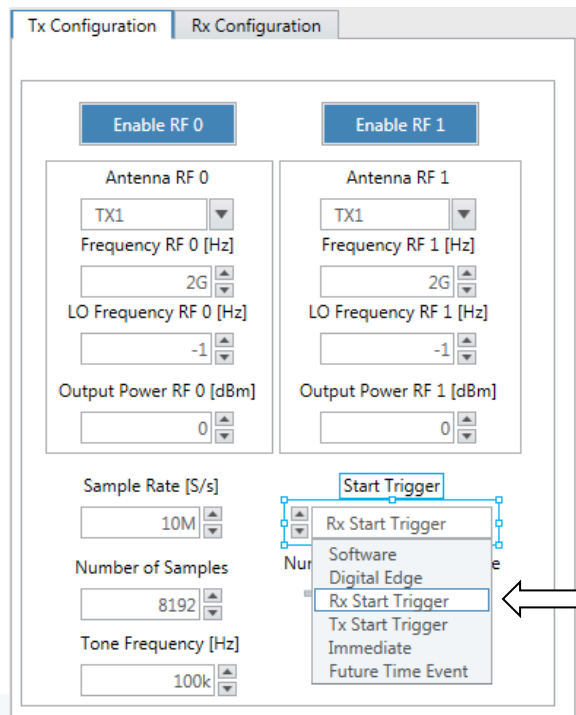 Tx Configuration
Rx Configuration
Enable RF 0
Enable RF 1
Antenna RF 0
TX1
Frequency RF 0 [Hz]
2G
LO Frequency RF 0 [Hz]
-1
Output Power RF 0 [dBm]
0
Antenna RF 1
TX1
Frequency RF 1 [Hz]
2G
LO Frequency RF 1 [Hz]
-1
Output Power RF 1 [dBm]
0
Sample Rate [S/s]
10M
Number of Samples
8192
Tone Frequency [Hz]
100k
Start Trigger
Rx Start Trigger
Software
Digital Edge
Rx Start Trigger
Tx Start Trigger
Immediate
Future Time Event